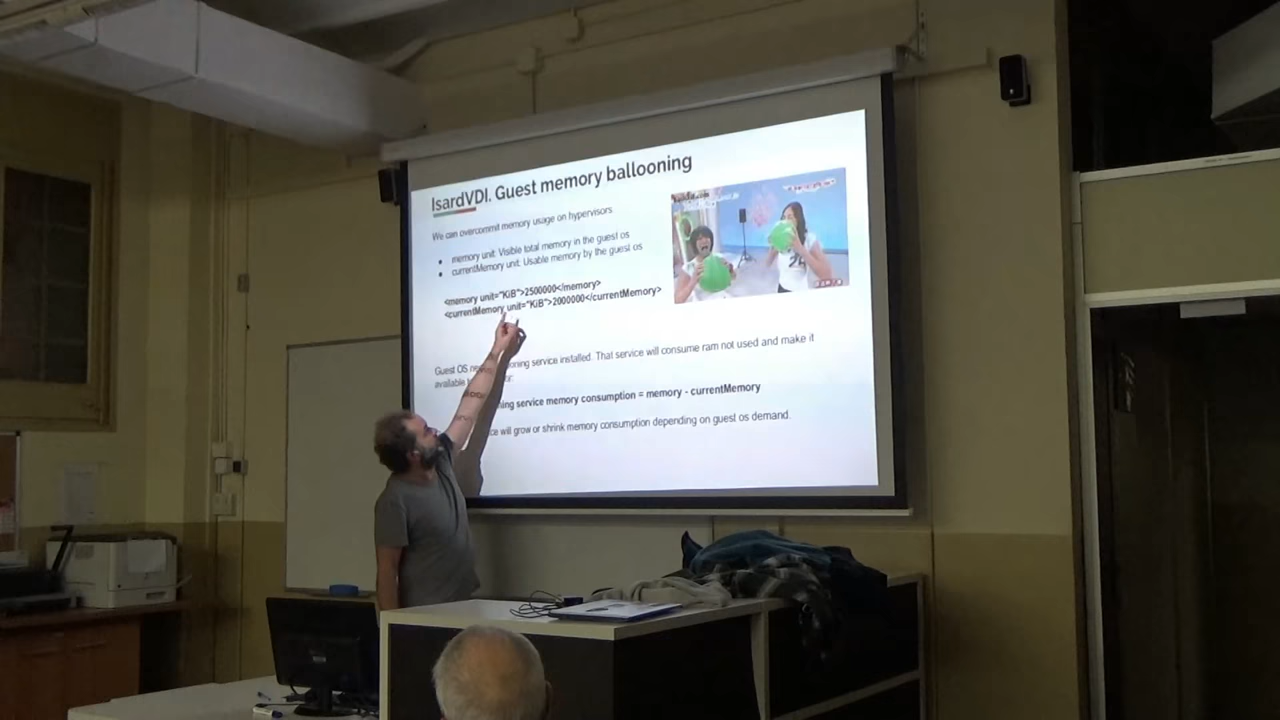 IsardVDI. Guest memory ballooning
We can overcommit memory usage on hypervisors
memory unit: Visible total memory in the guest os
currentMemory unit: Usable memory by the guest os
<memory unit="KiB">2500000</memory>
<currentMemory unit="KiB">2000000</currentMemory>
Guest OS installed. That service will consume ram not used and make it
available
service memory consumption = memory - currentMemory
will grow or shrink memory consumption depending on guest os demand.